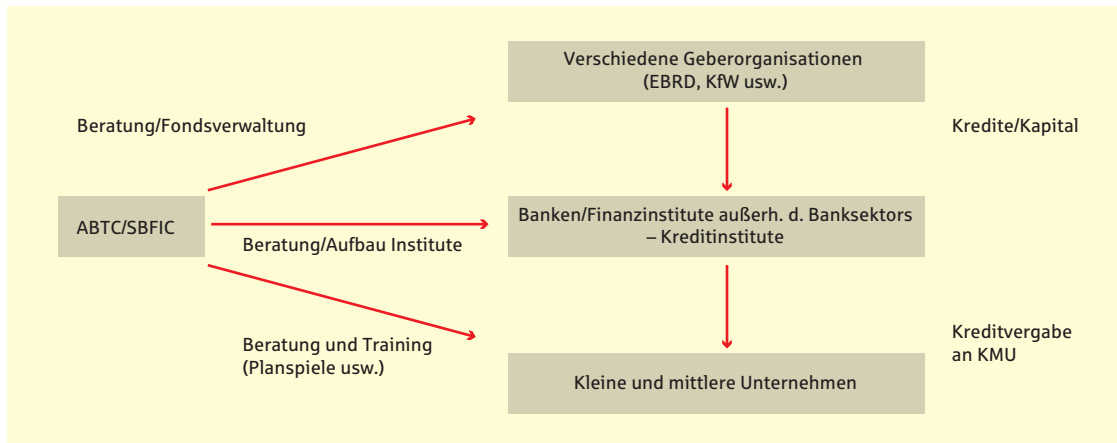 Verschiedene Geberorganisationen
(EBRD, KfW usw.)
Beratung/Fondsverwaltung
Kredite/Kapital
ABTC/SBFIC
Banken/Finanzinstitute außerh. d. Banksektors
– Kreditinstitute
Beratung/Aufbau Institute
Beratung und Training
(Planspiele usw.)
Kreditvergabe
an KMU
Kleine und mittlere Unternehmen